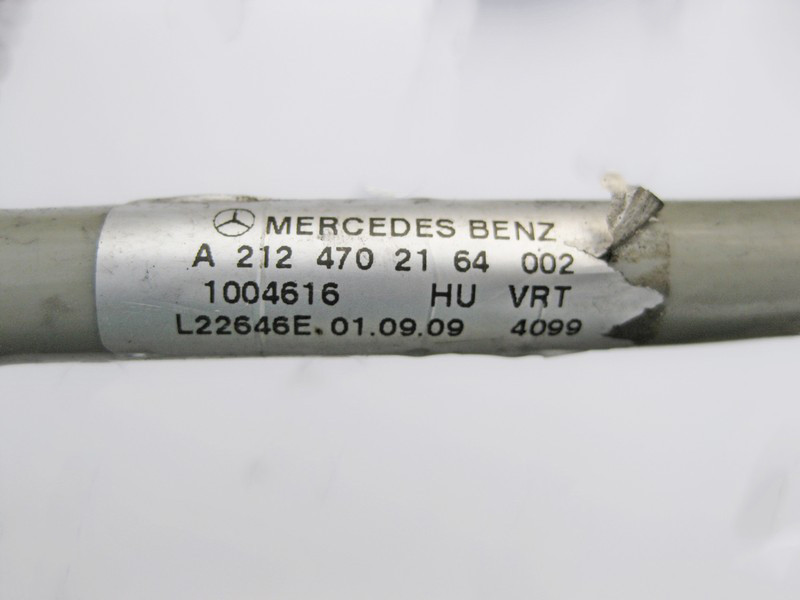 MERCEDES BENZ
A 212 470 21 64 002
1004616 HU VRT
L22646E. 01.09.09 4099